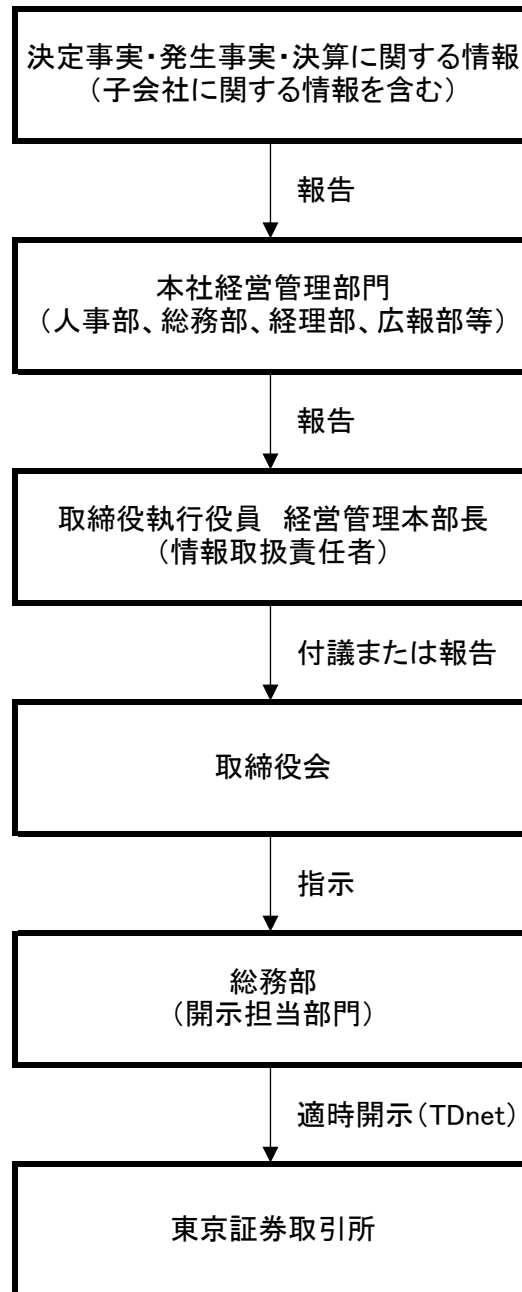 決定事実・発生事実・決算に関する情報
（子会社に関する情報を含む）
報告
本社経営管理部門
（人事部、総務部、経理部、広報部等）
報告
取締役執行役員　経営管理本部長
（情報取扱責任者）
付議または報告
取締役会
指示
総務部
（開示担当部門）
適時開示（TDnet）
東京証券取引所